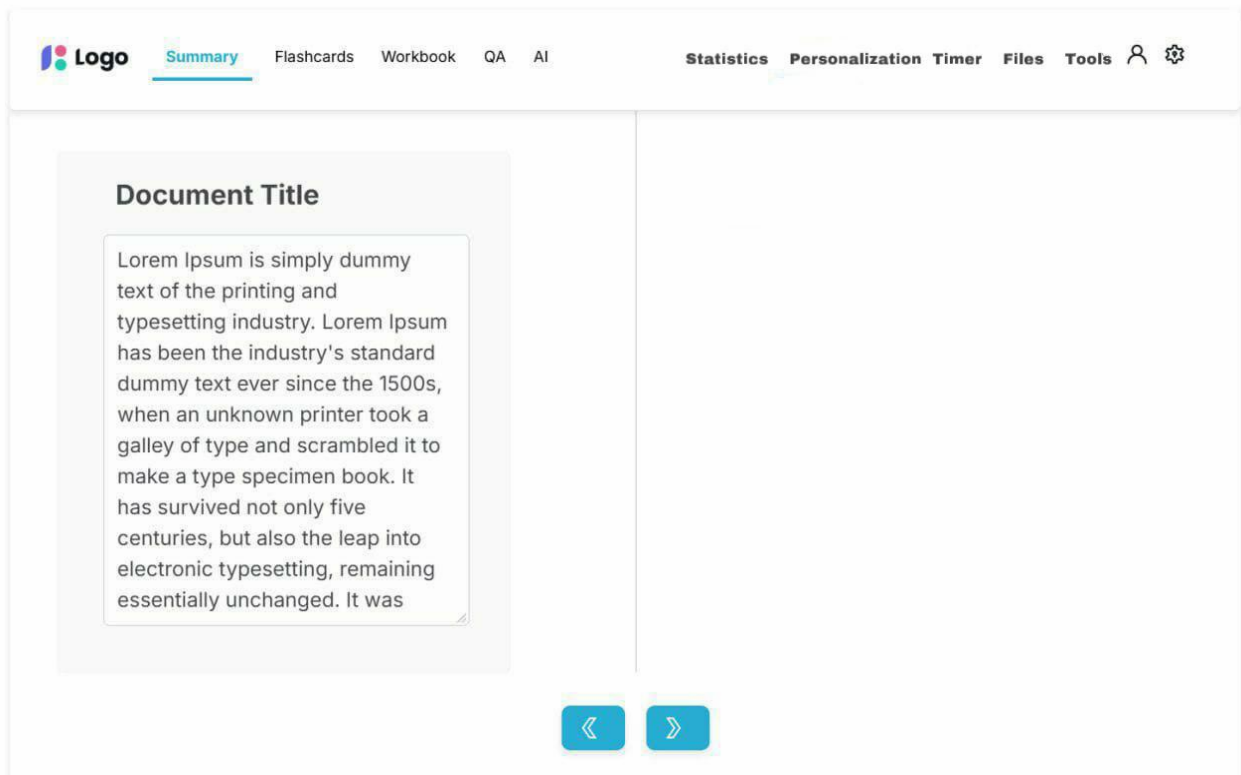 Logo Summary Flashcards Workbook QA AI Statistics Personalization Timer Files Tools
Document Title
Lorem Ipsum is simply dummy
text of the printing and
typesetting industry. Lorem Ipsum
has been the industry's standard
dummy text ever since the 1500s,
when an unknown printer took a
galley of type and scrambled it to
make a type specimen book. It
has survived not only five
centuries, but also the leap into
electronic typesetting, remaining
essentially unchanged. It was